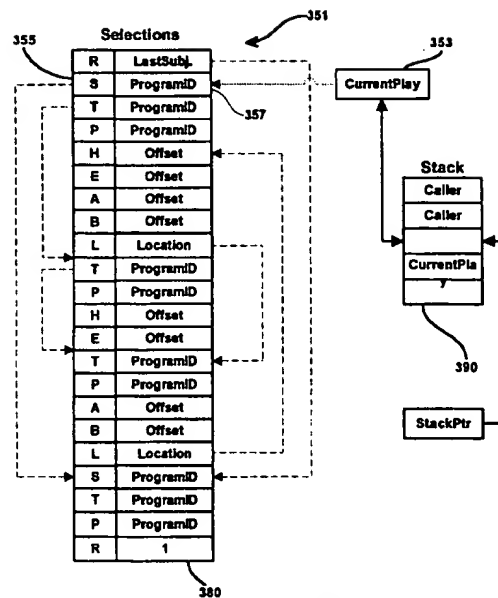 Selections
351
355
353
R LastSubj.
S ProgramID
CurrentPlay
T ProgramID
357
P ProgramID
H Offset
E Offset
A Offset
B Offset
L Location
T ProgramID
P ProgramID
H Offset
E Offset
T ProgramID
P ProgramID
A Offset
B Offset
L Location
S ProgramID
T ProgramID
P ProgramID
R 1
380
Stack
Caller
Caller
CurrentPla
y
390
StackPtr